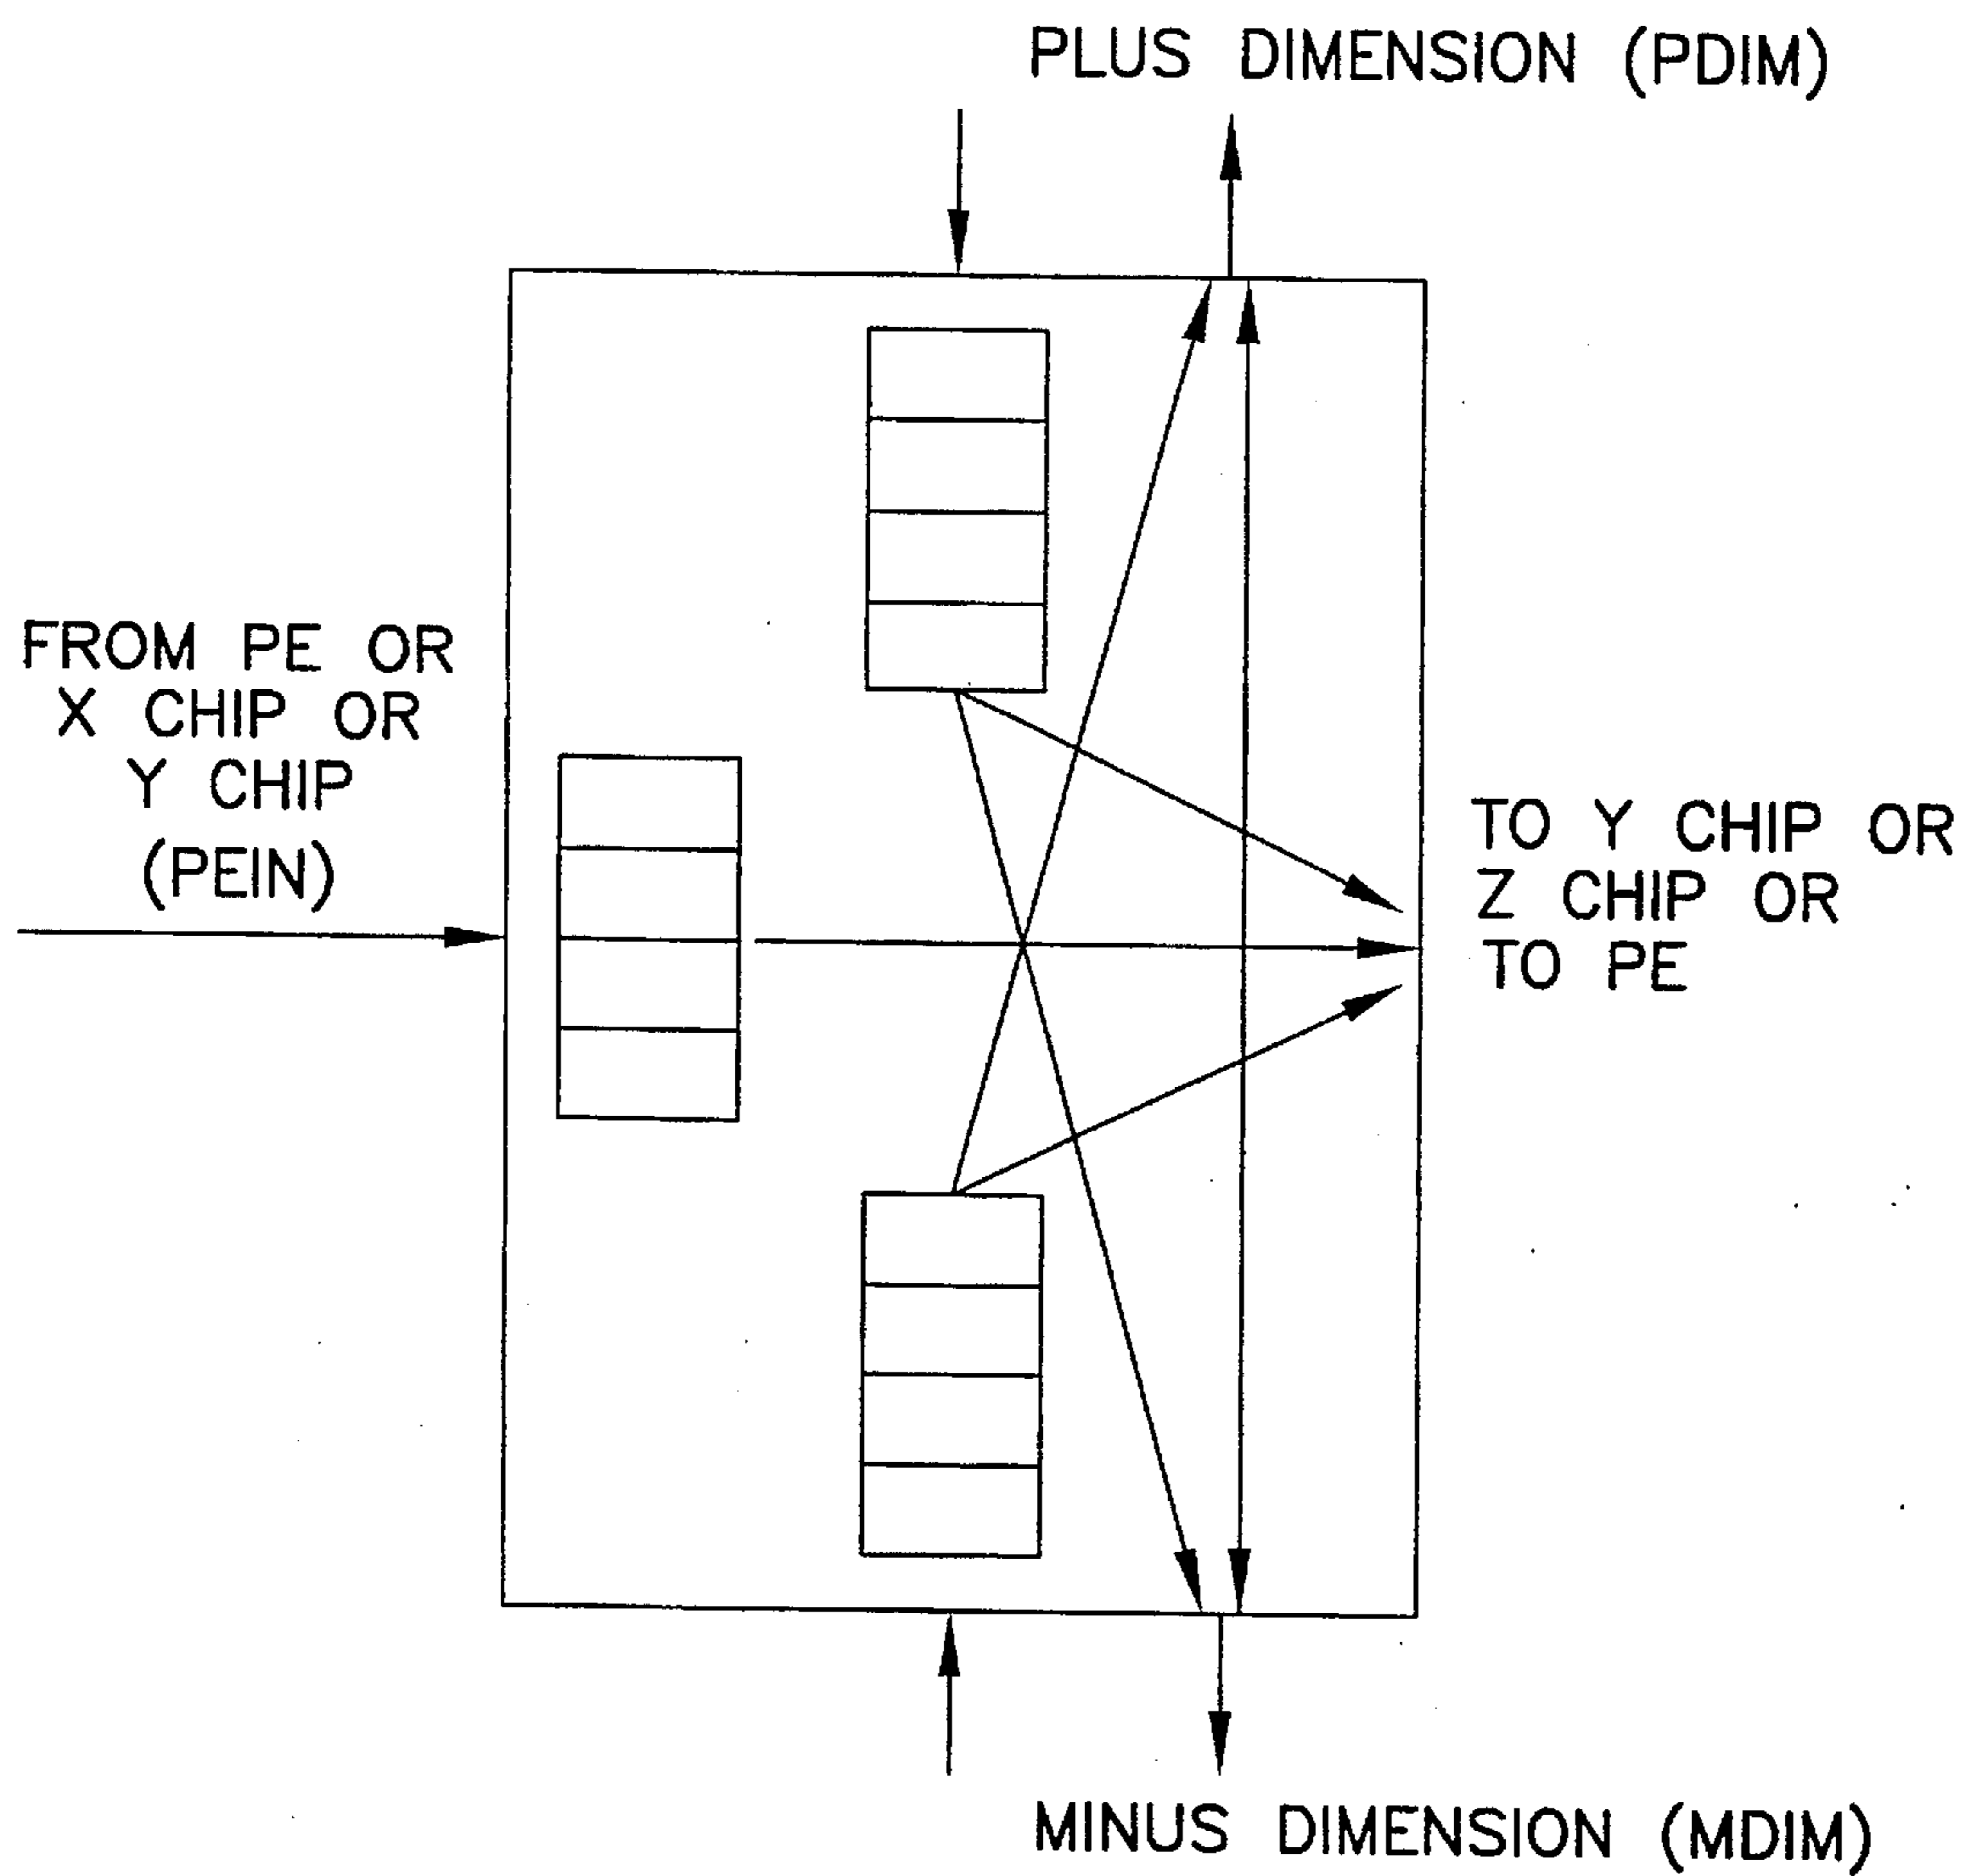 PLUS DIMENSION (PDIM)
FROM PE OR
X CHIP OR
Y CHIP
(PEIN)
TO Y CHIP OR
Z CHIP OR
TO PE
MINUS DIMENSION (MDIM)